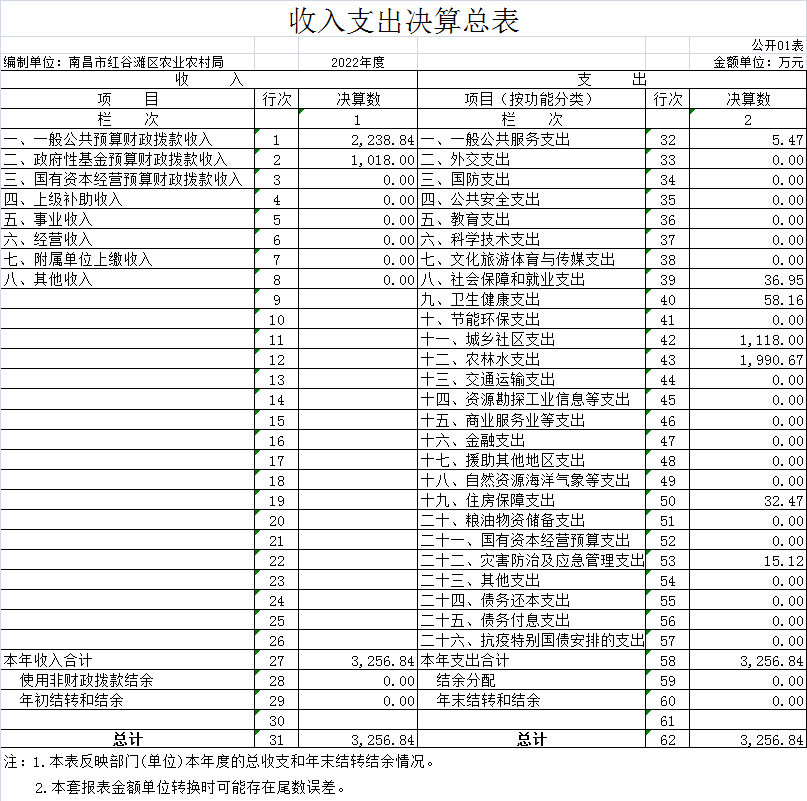 收入支出决算总表
公开01表
编制单位：南昌市红谷滩区农业农村局 2022年度 金额单位：万元
收 入 支 出
项 目 行次 决算数 项目（按功能分类） 行次 决算数
栏 次 1 栏 次 2
一、一般公共预算财政拨款收入 1 2,238.84 一、一般公共服务支出 32 5.47
二、政府性基金预算财政拨款收入 2 1,018.00 二、外交支出 33 0.00
三、国有资本经营预算财政拨款收入 3 0.00 三、国防支出 34 0.00
四、上级补助收入 4 0.00 四、公共安全支出 35 0.00
五、事业收入 5 0.00 五、教育支出 36 0.00
六、经营收入 6 0.00 六、科学技术支出 37 0.00
七、附属单位上缴收入 7 0.00 七、文化旅游体育与传媒支出 38 0.00
八、其他收入 8 0.00 八、社会保障和就业支出 39 36.95
9 九、卫生健康支出 40 58.16
10 十、节能环保支出 41 0.00
11 十一、城乡社区支出 42 1,118.00
12 十二、农林水支出 43 1,990.67
13 十三、交通运输支出 44 0.00
14 十四、资源勘探工业信息等支出 45 0.00
15 十五、商业服务业等支出 46 0.00
16 十六、金融支出 47 0.00
17 十七、援助其他地区支出 48 0.00
18 十八、自然资源海洋气象等支出 49 0.00
19 十九、住房保障支出 50 32.47
20 二十、粮油物资储备支出 51 0.00
21 二十一、国有资本经营预算支出 52 0.00
22 二十二、灾害防治及应急管理支出 53 15.12
23 二十三、其他支出 54 0.00
24 二十四、债务还本支出 55 0.00
25 二十五、债务付息支出 56 0.00
26 二十六、抗疫特别国债安排的支出 57 0.00
本年收入合计 27 3,256.84 本年支出合计 58 3,256.84
使用非财政拨款结余 28 0.00 结余分配 59 0.00
年初结转和结余 29 0.00 年末结转和结余 60 0.00
30 61
总计 31 3,256.84 总计 62 3,256.84
注：1.本表反映部门(单位)本年度的总收支和年末结转结余情况。
2.本套报表金额单位转换时可能存在尾数误差。